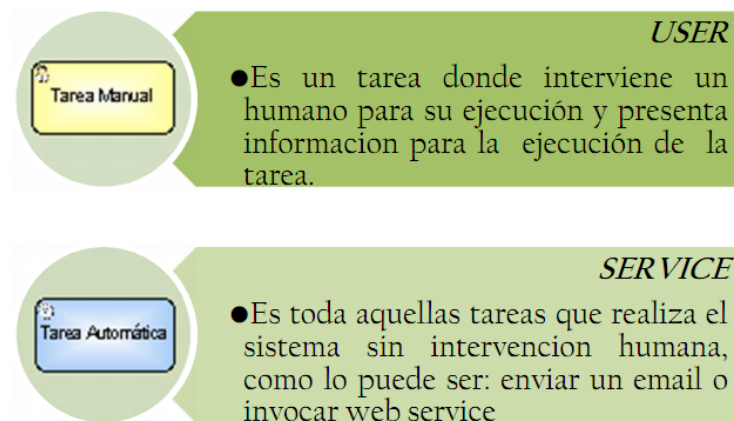 USER
Tarea Manual
●Es un tarea donde interviene un
humano para su ejecución y presenta
informacion para la ejecución de la
tarea.
SERVICE
Tarea Automática
●Es toda aquellas tareas que realiza el
sistema sin intervencion humana,
como lo puede ser: enviar un email o
invocar web service